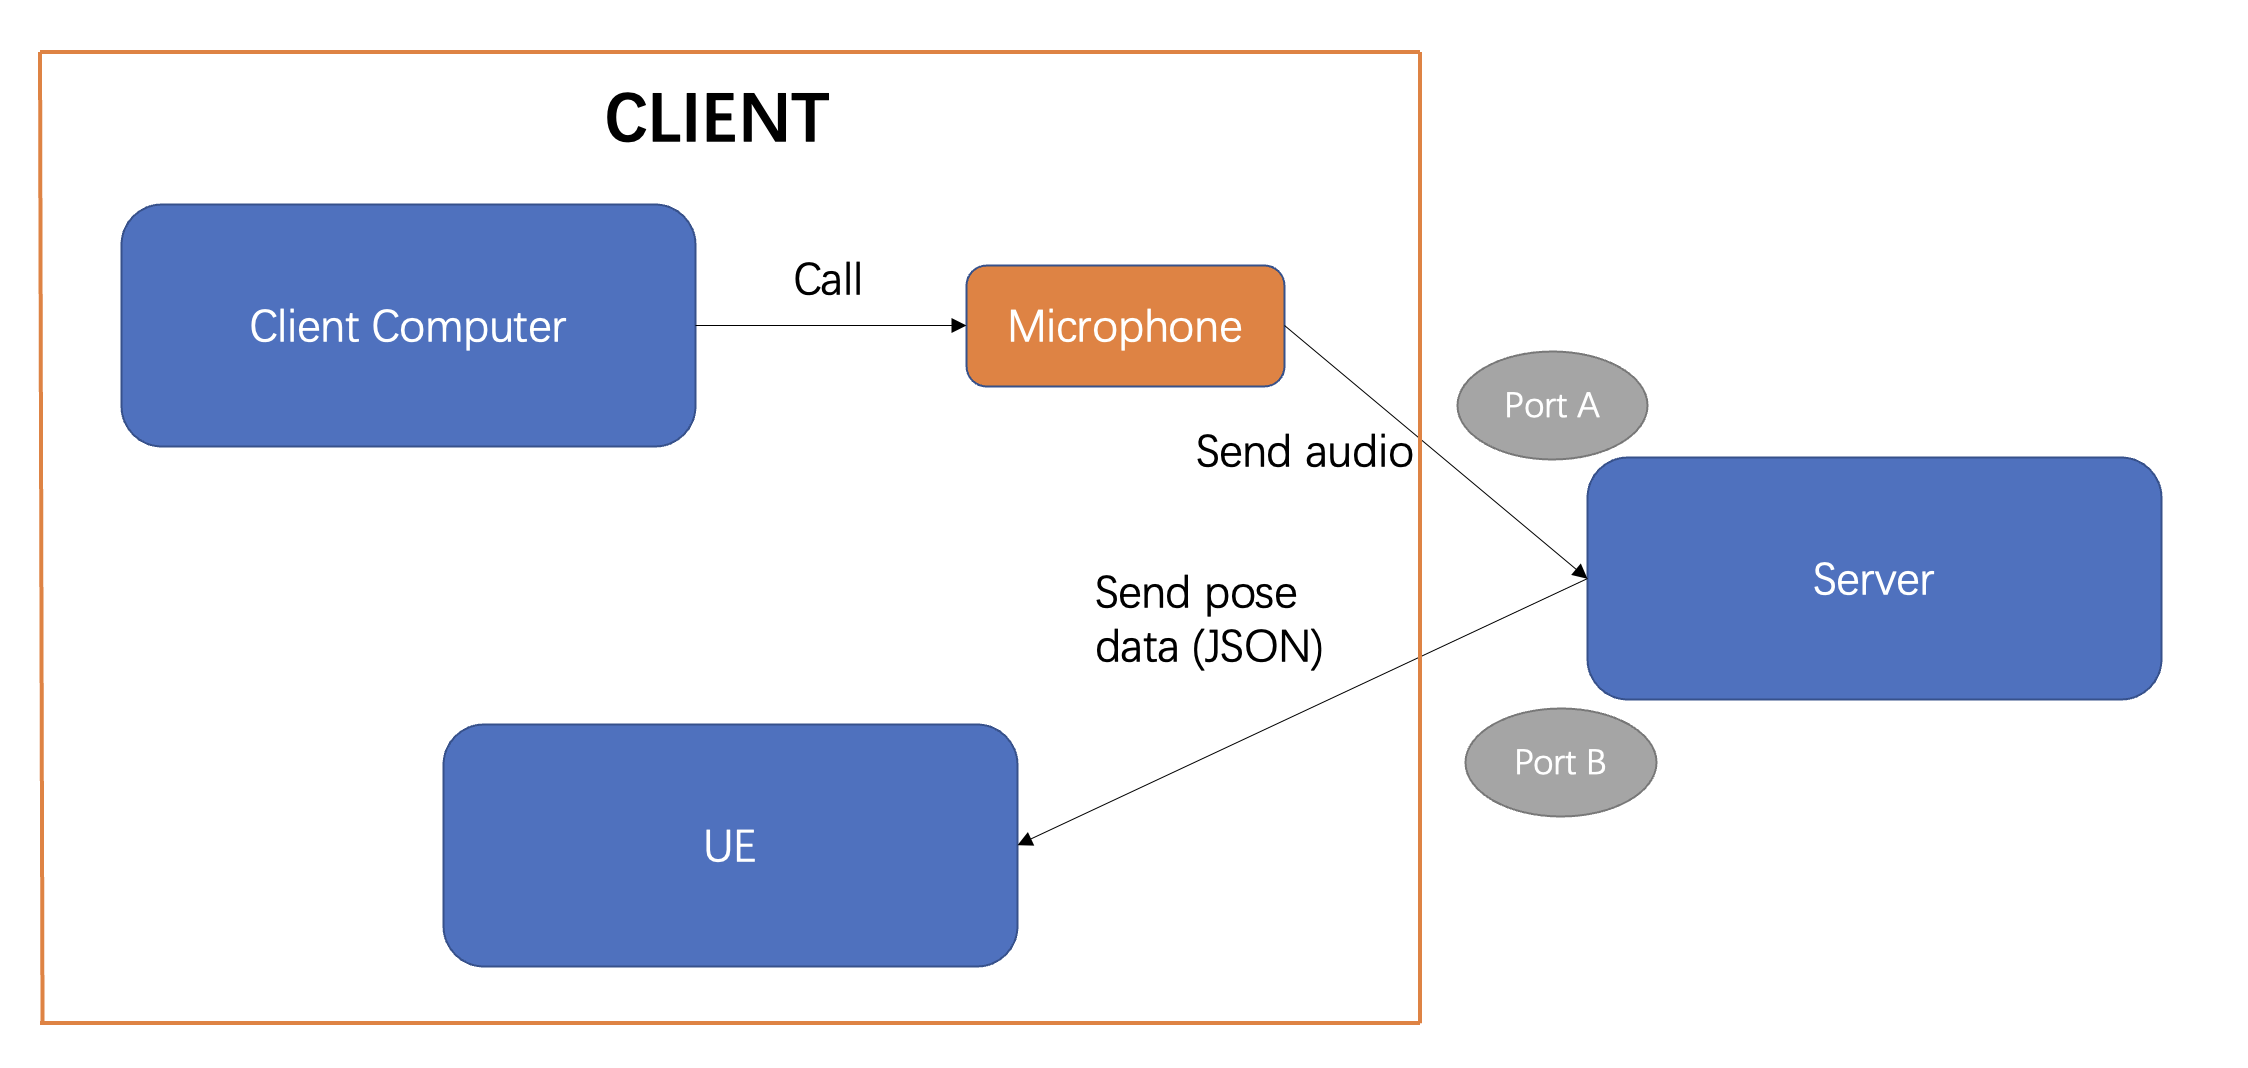 CLIENT
Client Computer
Call
Microphone
Port A
Send audio
Server
Send pose
data (JSON)
Port B
UE